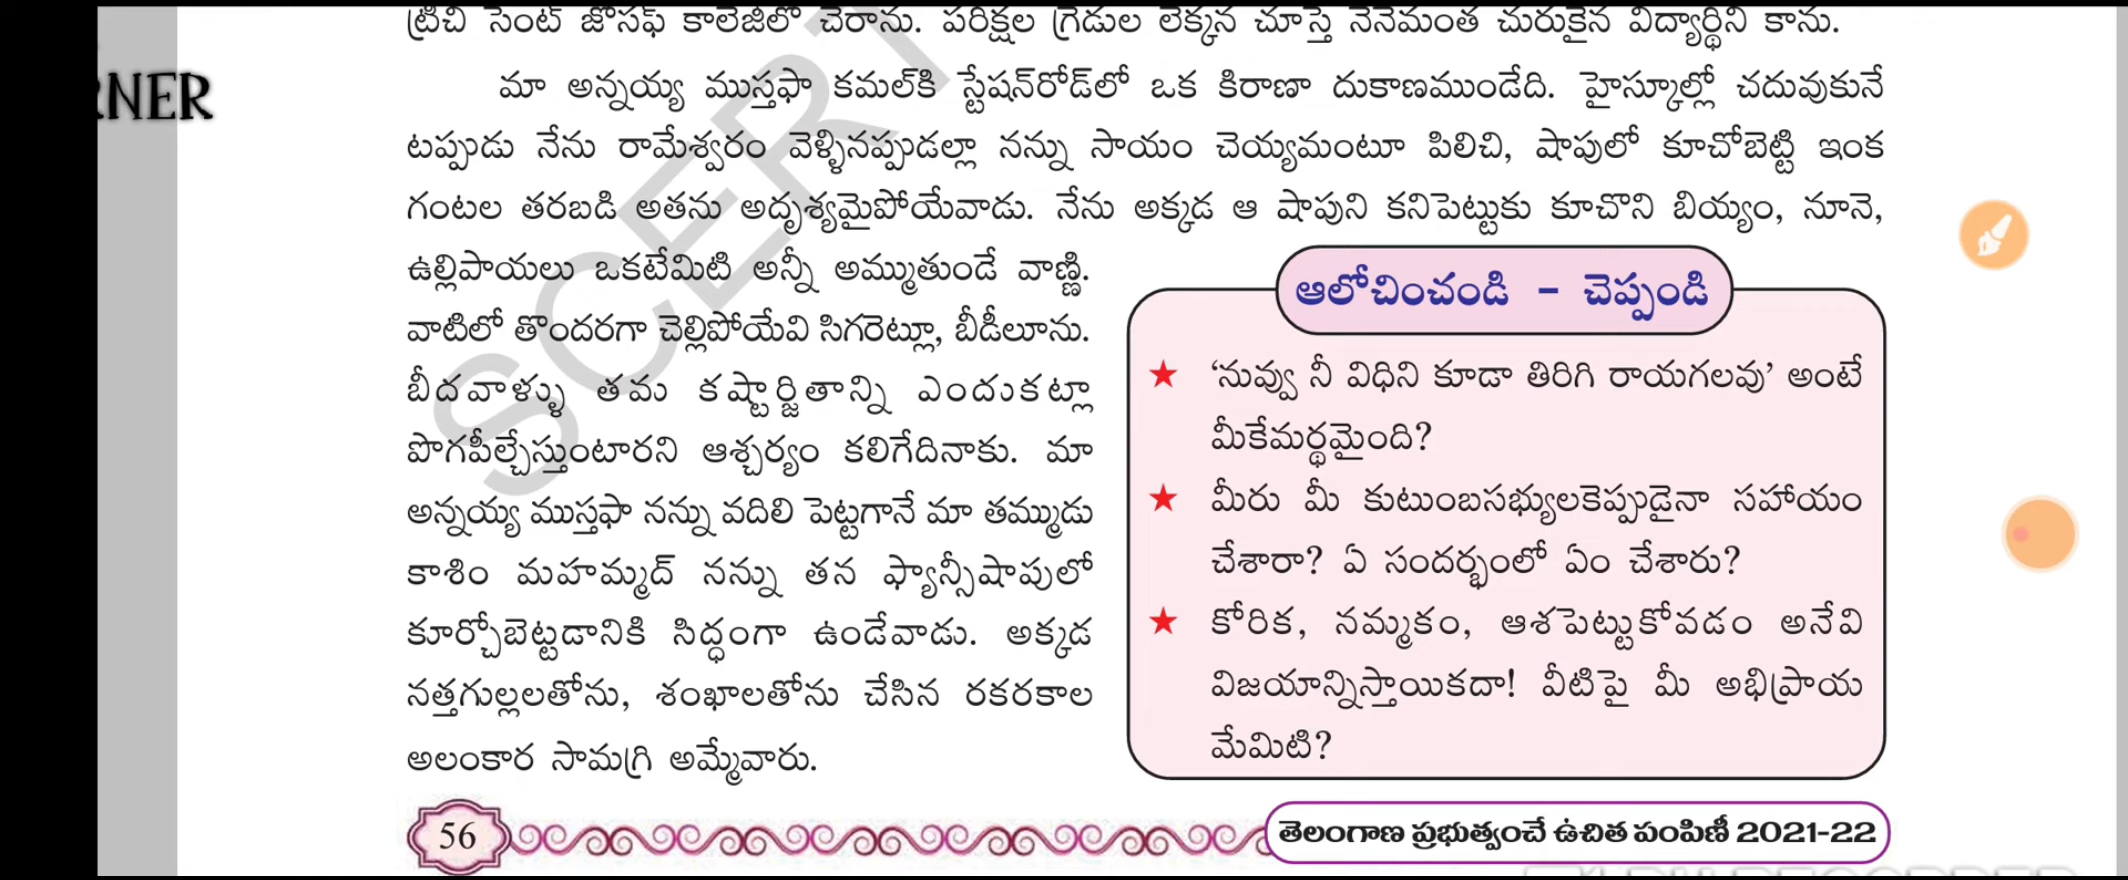 ట్రిచి సెంట్ జోసఫ్ కాలేజీలో చేరాను. పరీక్షల గ్రేడుల లెక్కన చూస్తే నేనేమంత చురుకైన విద్యార్థిని కాను.
RNER
మా అన్నయ్య ముస్తఫా కమల్‌కి స్టేషన్‌రోడ్‌లో ఒక కిరాణా దుకాణముండేది. హైస్కూల్లో చదువుకునే
టప్పుడు నేను రామేశ్వరం వెళ్ళినప్పుడల్లా నన్ను సాయం చెయ్యమంటూ పిలిచి, షాపులో కూచోబెట్టి ఇంక
గంటల తరబడి అతను అదృశ్యమైపోయేవాడు. నేను అక్కడ ఆ షాపుని కనిపెట్టుకు కూచొని బియ్యం, నూనె,
ఉల్లిపాయలు ఒకటేమిటి అన్నీ అమ్ముతుండే వాణ్ణి.
వాటిలో తొందరగా చెల్లిపోయేవి సిగరెట్లూ, బీడీలూను.
బీదవాళ్ళు తమ కష్టార్జితాన్ని ఎందుకట్లా
పొగపీల్చేస్తుంటారని ఆశ్చర్యం కలిగేదినాకు. మా
అన్నయ్య ముస్తఫా నన్ను వదిలి పెట్టగానే మా తమ్ముడు
కాశిం మహమ్మద్ నన్ను తన ఫ్యాన్సీషాపులో
కూర్చోబెట్టడానికి సిద్ధంగా ఉండేవాడు. అక్కడ
నత్తగుల్లలతోను, శంఖాలతోను చేసిన రకరకాల
అలంకార సామగ్రి అమ్మేవారు.
ఆలోచించండి - చెప్పండి
★ ‘నువ్వు నీ విధిని కూడా తిరిగి రాయగలవు’ అంటే
మీకేమర్థమైంది?
★ మీరు మీ కుటుంబసభ్యులకెప్పుడైనా సహాయం
చేశారా? ఏ సందర్భంలో ఏం చేశారు?
★ కోరిక, నమ్మకం, ఆశపెట్టుకోవడం అనేవి
విజయాన్నిస్తాయికదా! వీటిపై మీ అభిప్రాయ
మేమిటి?
SCERT
56
తెలంగాణ ప్రభుత్వంచే ఉచిత పంపిణీ 2021-22